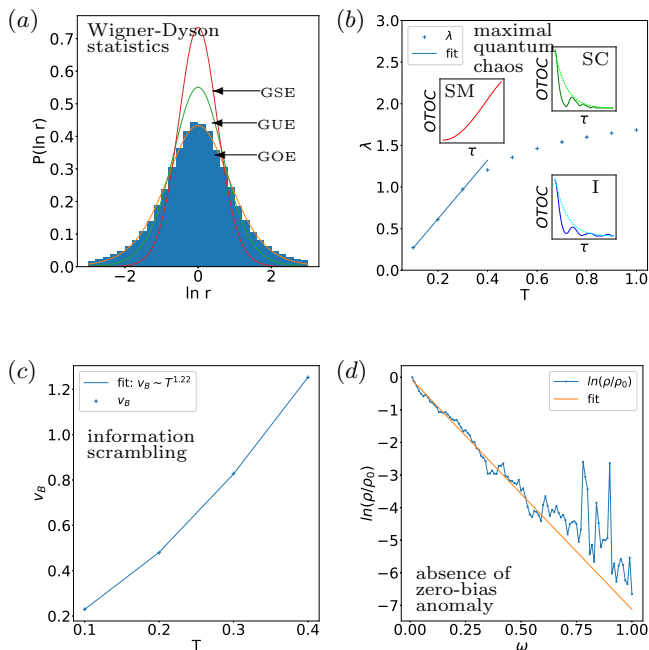 (a)
Wigner-Dyson
statistics
GSE
GUE
GOE
P(ln r)
0.7
0.6
0.5
0.4
0.3
0.2
0.1
0.0
−2 0 2
ln r
(b)
λ
fit
maximal
quantum
chaos
SM
OTOC
τ
SC
OTOC
τ
I
OTOC
τ
λ
3.0
2.5
2.0
1.5
1.0
0.5
0.0
0.2 0.4 0.6 0.8 1.0
T
(c)
fit: v_B ~ T^1.22
v_B
information
scrambling
v_B
1.2
1.0
0.8
0.6
0.4
0.2
0.1 0.2 0.3 0.4
T
(d)
ln(ρ/ρ₀)
fit
absence of
zero-bias
anomaly
ln(ρ/ρ₀)
0
−1
−2
−3
−4
−5
−6
−7
0.00 0.25 0.50 0.75 1.00
ω